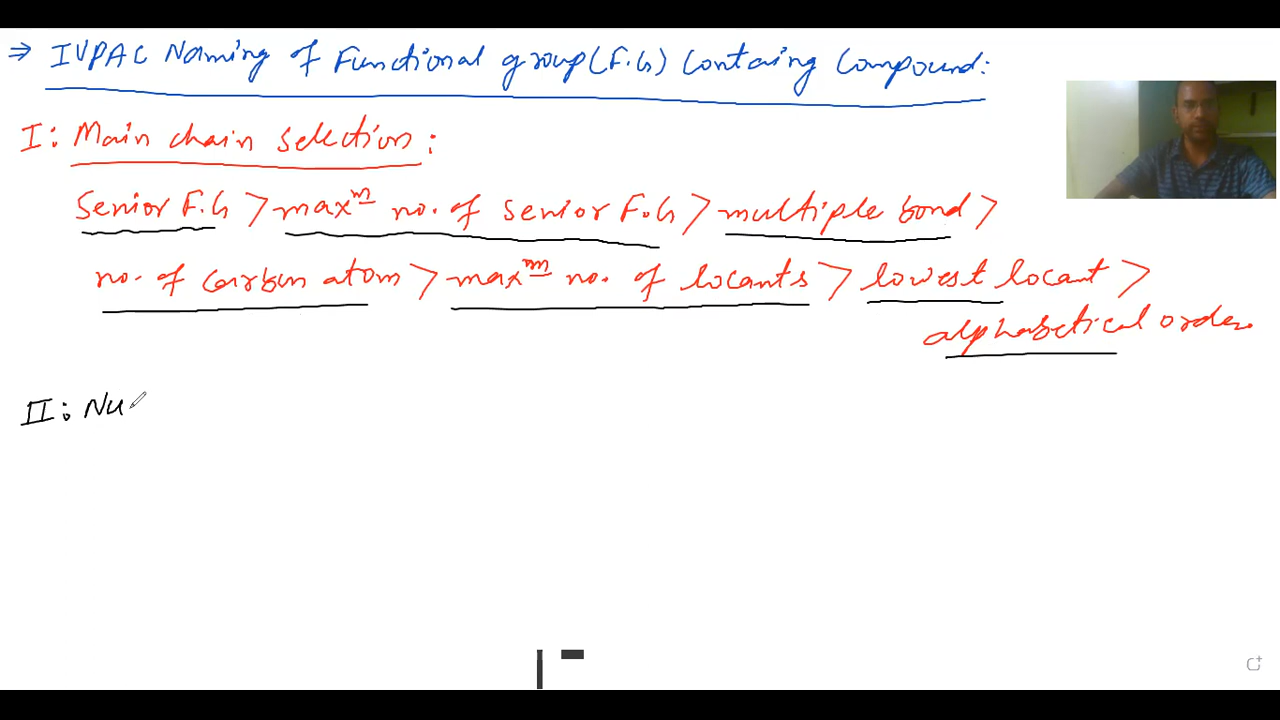 ⇒ IUPAC Naming of Functional group (F.G) Containg Compound:
I: Main chain selection:
Senior F.G > maxᵐ no. of senior F.G > multiple bond >
no. of carbon atom > maxᵐ no. of locants > lowest locant >
alphabetical order.
II: Nu